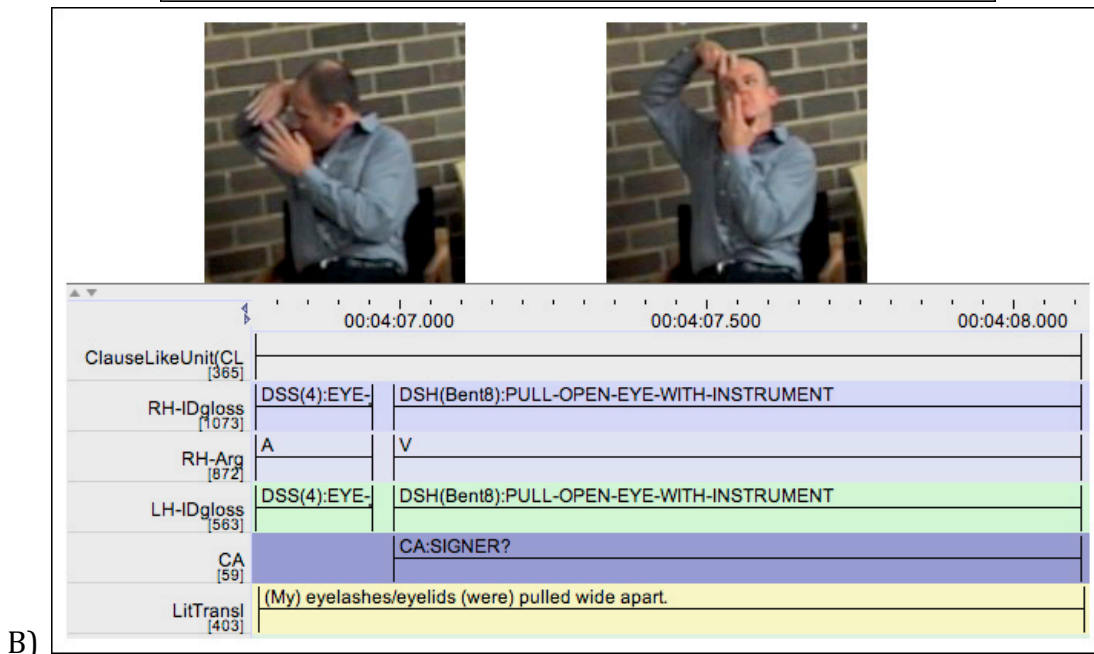 00:04:07.000 00:04:07.500 00:04:08.000
ClauseLikeUnit(CL
[365]
DSS(4):EYE- DSH(Bent8):PULL-OPEN-EYE-WITH-INSTRUMENT
RH-IDgloss
[1073]
A V
RH-Arg
[872]
DSS(4):EYE- DSH(Bent8):PULL-OPEN-EYE-WITH-INSTRUMENT
LH-IDgloss
[563]
CA:SIGNER?
CA
[59]
(My) eyelashes/eyelids (were) pulled wide apart.
LitTransl
[403]
B)